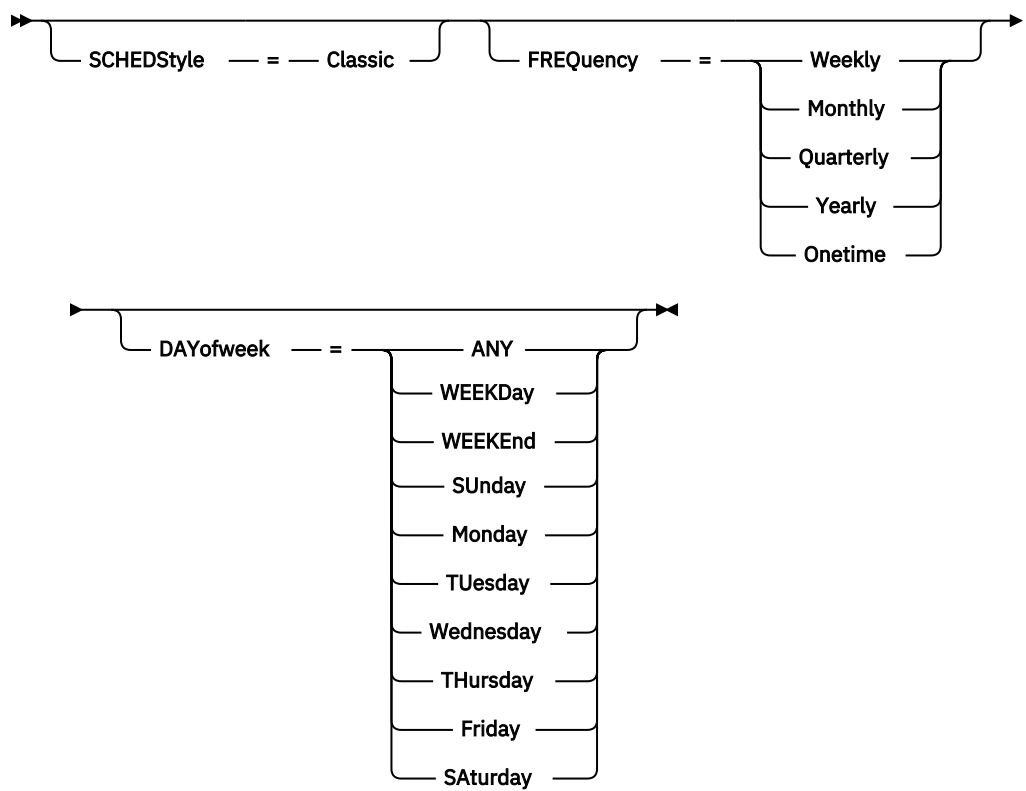 SCHEDStyle = Classic FREQuency = Weekly
Monthly
Quarterly
Yearly
Onetime
DAYofweek = ANY
WEEKDay
WEEKEnd
SUnday
Monday
TUesday
Wednesday
THursday
Friday
SAturday